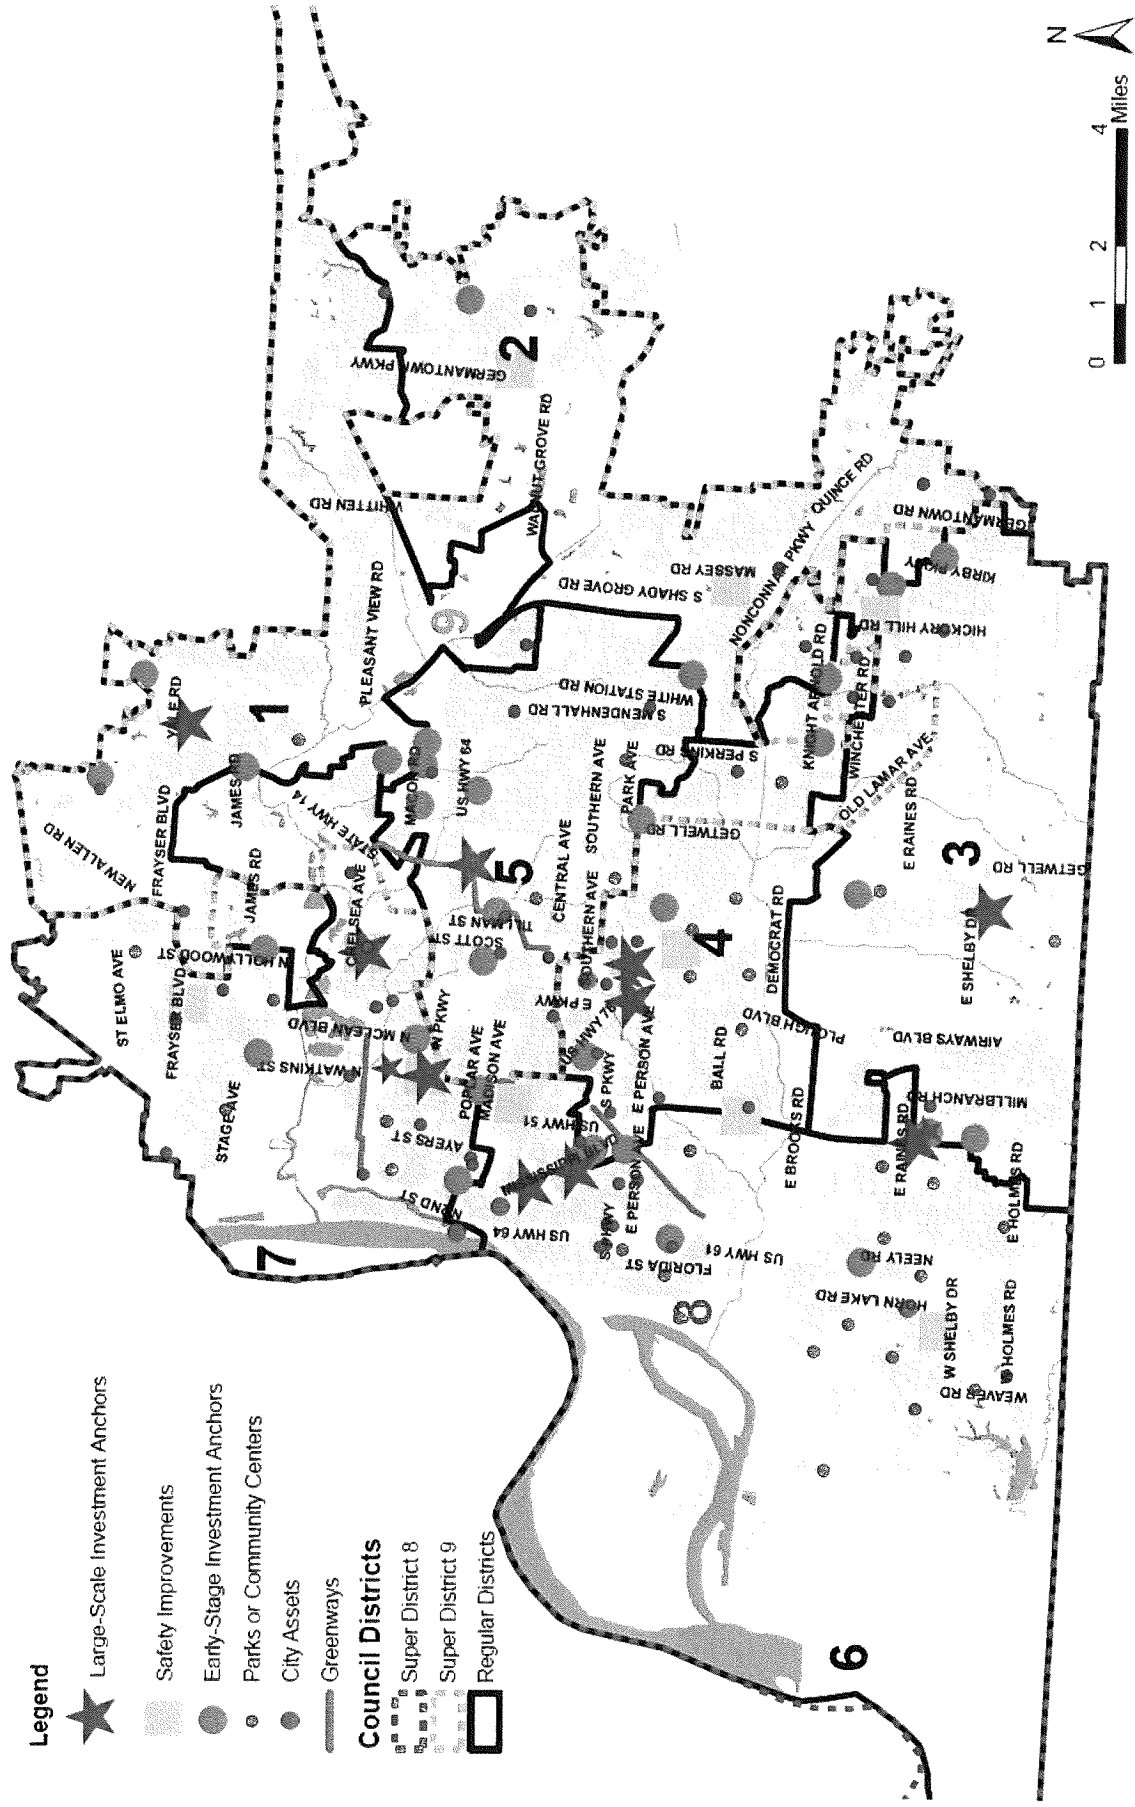 Legend
Large-Scale Investment Anchors
Safety Improvements
Early-Stage Investment Anchors
Parks or Community Centers
City Assets
Greenways
Council Districts
Super District 8
Super District 9
Regular Districts
N
0 1 2 4
Miles
1
2
3
4
5
6
7
8
9
NEW ALLEN RD
FRAYSER BLVD
ST ELMO AVE
FRAYSER BLVD
STAGE AVE
N WATKINS ST
N HOLLYWOOD ST
JAMES RD
JAMES RD
YALE RD
STATE HWY 14
CHELSEA AVE
N MCLEAN BLVD
N PKWY
AYERS ST
N 2ND ST
POPLAR AVE
MADISON AVE
MACON RD
US HWY 64
PLEASANT VIEW RD
WHITTEN RD
GERMANTOWN PKWY
WALNUT GROVE RD
S SHADY GROVE RD
MASSEY RD
WHITE STATION RD
S MENDENHALL RD
S PERKINS RD
SCOTT ST
TILLMAN ST
CENTRAL AVE
SOUTHERN AVE
SOUTHERN AVE
PARK AVE
GETWELL RD
E PKWY
US HWY 78
US HWY 51
MISSISSIPPI BLVD
US HWY 64
S PKWY
S PKWY
E PERSON AVE
E PERSON AVE
FLORIDA ST
US HWY 61
BALL RD
DEMOCRAT RD
PLOUGH BLVD
E BROOKS RD
AIRWAYS BLVD
MILLBRANCH RD
E RAINES RD
E RAINES RD
E SHELBY DR
GETWELL RD
E HOLMES RD
E HOLMES RD
NEELY RD
HORN LAKE RD
W SHELBY DR
W HOLMES RD
WEAVER RD
NONCONNAH PKWY
QUINCE RD
KNIGHT ARNOLD RD
WINCHESTER RD
OLD LAMAR AVE
HICKORY HILL RD
KIRBY PKWY
GERMANTOWN RD